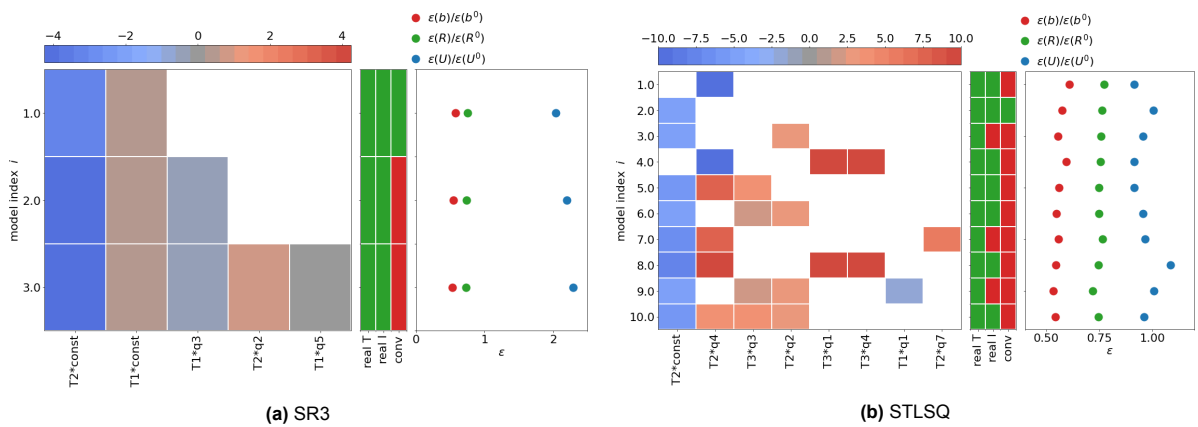 ε(b)/ε(b⁰)
ε(R)/ε(R⁰)
ε(U)/ε(U⁰)
−4 −2 0 2 4
model index i
1.0
2.0
3.0
T2*const
T1*const
T1*q3
T2*q2
T1*q5
real T
real I
conv
0 1 2
ε
(a) SR3
ε(b)/ε(b⁰)
ε(R)/ε(R⁰)
ε(U)/ε(U⁰)
−10.0 −7.5 −5.0 −2.5 0.0 2.5 5.0 7.5 10.0
model index i
1.0
2.0
3.0
4.0
5.0
6.0
7.0
8.0
9.0
10.0
T2*const
T2*q4
T3*q3
T2*q2
T3*q1
T3*q4
T1*q1
T2*q7
real T
real I
conv
0.50 0.75 1.00
ε
(b) STLSQ